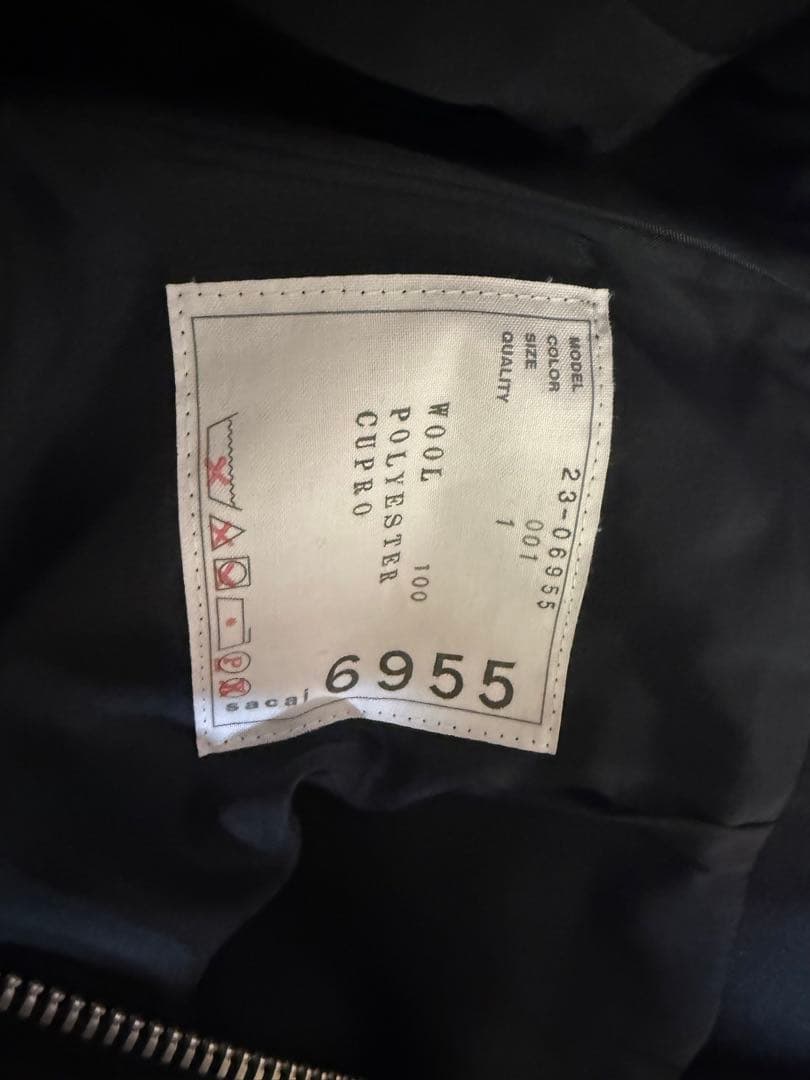 MODEL 23-06955
COLOR 001
SIZE 1
QUALITY
WOOL 100
POLYESTER
CUPRO
6955
P
sacai